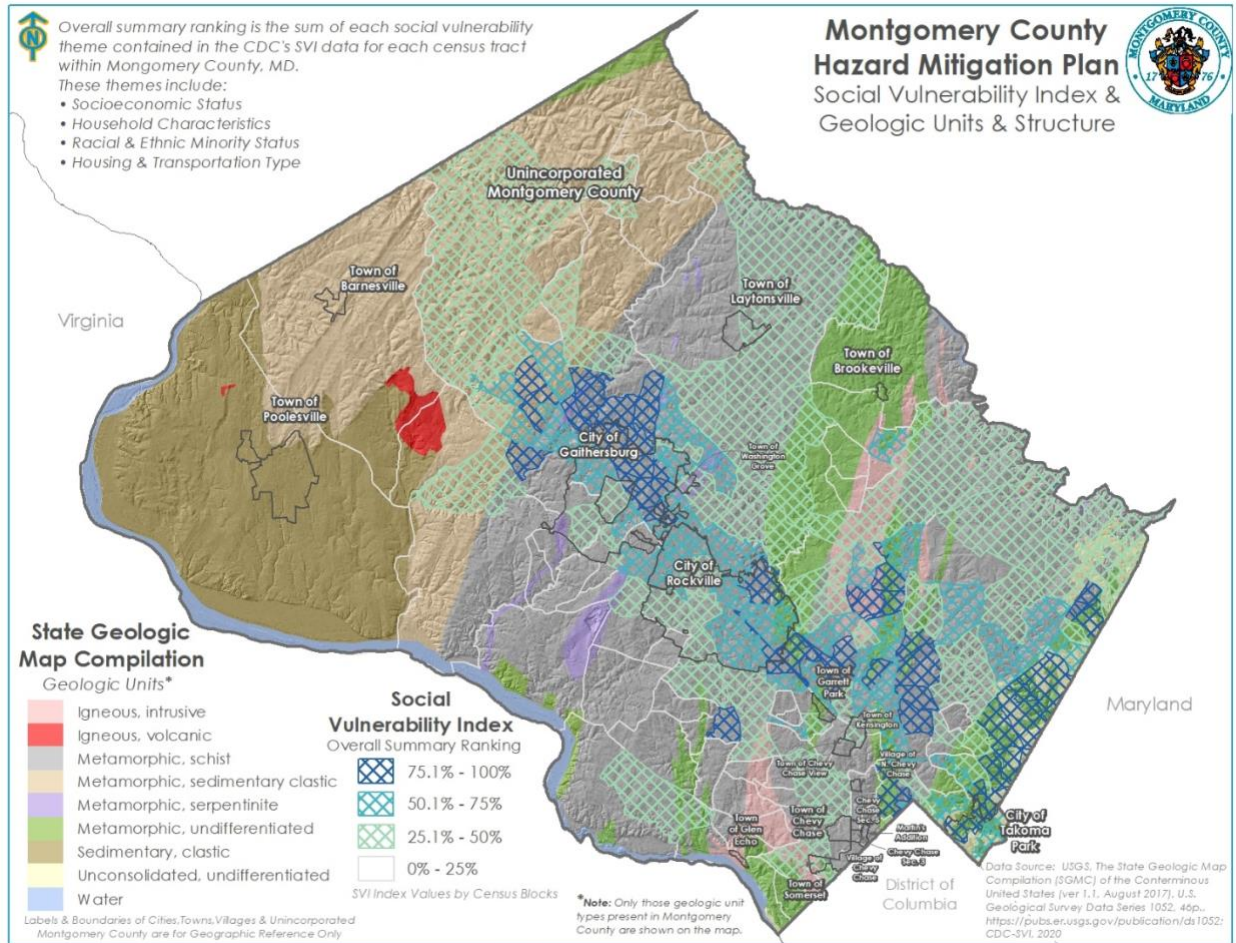 N
Overall summary ranking is the sum of each social vulnerability
theme contained in the CDC's SVI data for each census tract
within Mongomery County, MD.
These themes include:
• Socioeconomic Status
• Household Characteristics
• Racial & Ethnic Minority Status
• Housing & Transportation Type
Montgomery County
Hazard Mitigation Plan
Social Vulnerability Index &
Geologic Units & Structure
MONTGOMERY COUNTY
17 76
MARYLAND
Unincorporated
Montgomery County
Town of
Barnesville
Virginia
Town of
Laytonsville
Town of
Brookeville
Town of
Poolesville
City of
Gaithersburg
Town of
Washington
Grove
City of
Rockville
Town of
Garrett
Park
Town of
Kensington
Maryland
Village of
N. Chevy
Chase
Town of Chevy
Chase View
Chevy
Chase
Sec. 5
Town of
Chevy
Chase
Town
of Glen
Echo
Martin's
Addition
Chevy Chase
Sec. 3
Village of
Chevy
Chase
Town of
Somerset
City of
Takoma
Park
District of
Columbia
State Geologic
Map Compilation
Geologic Units*
Igneous, intrusive
Igneous, volcanic
Metamorphic, schist
Metamorphic, sedimentary clastic
Metamorphic, serpentinite
Metamorphic, undifferentiated
Sedimentary, clastic
Unconsolidated, undifferentiated
Water
Labels & Boundaries of Cities,Towns,Villages & Unincorporated
Montgomery County are for Geographic Reference Only
Social
Vulnerability Index
Overall Summary Ranking
75.1% - 100%
50.1% - 75%
25.1% - 50%
0% - 25%
SVI Index Values by Census Blocks
*Note: Only those geologic unit
types present in Montgomery
County are shown on the map.
Data Source: USGS, The State Geologic Map
Compilation (SGMC) of the Conterminous
United States (ver 1.1, August 2017), U.S.
Geological Survey Data Series 1052, 46p.,
https://pubs.er.usgs.gov/publication/ds1052;
CDC-SVI, 2020